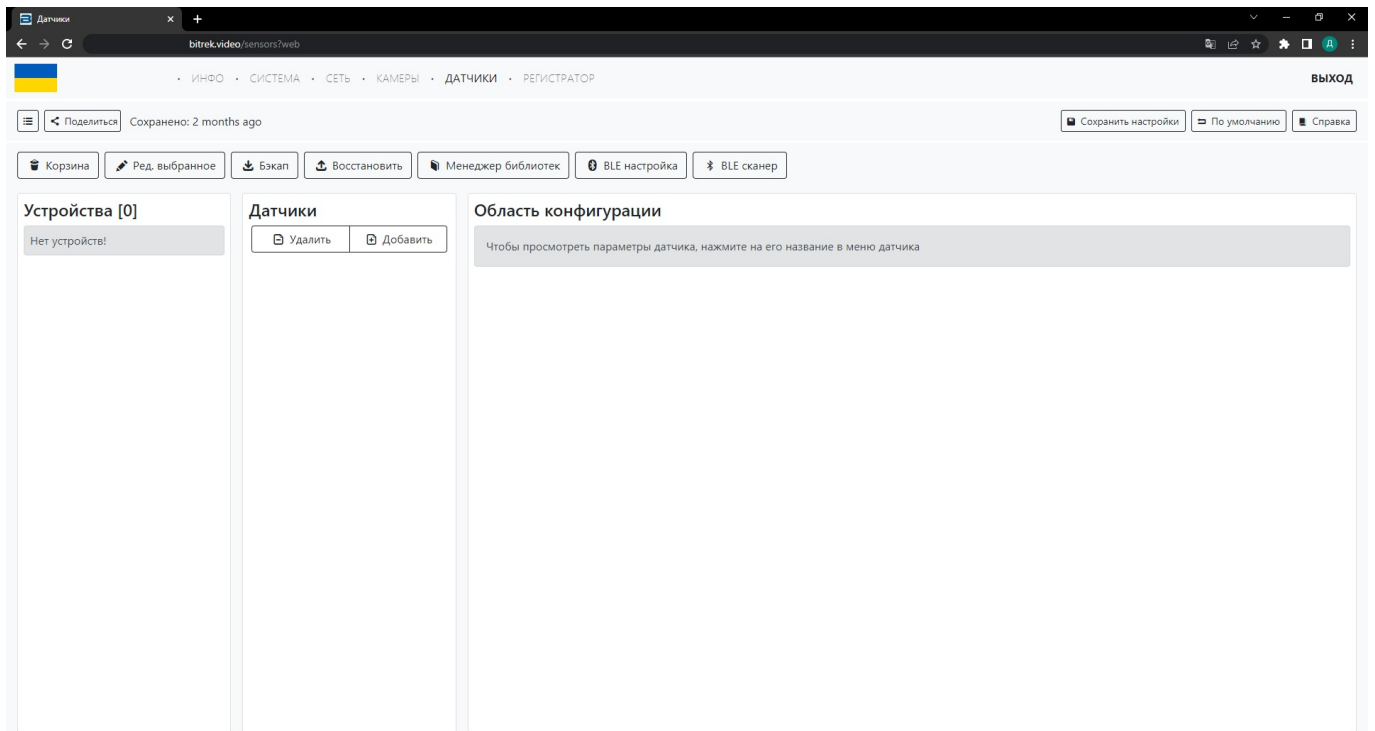 Датчики
bitrek.video/sensors?web
Д
• ИНФО • СИСТЕМА • СЕТЬ • КАМЕРЫ • ДАТЧИКИ • РЕГИСТРАТОР
ВЫХОД
Поделиться Сохранено: 2 months ago
Сохранить настройки По умолчанию Справка
Корзина Ред. выбранное Бэкап Восстановить Менеджер библиотек BLE настройка BLE сканер
Устройства [0]
Нет устройств!
Датчики
Удалить Добавить
Область конфигурации
Чтобы просмотреть параметры датчика, нажмите на его название в меню датчика